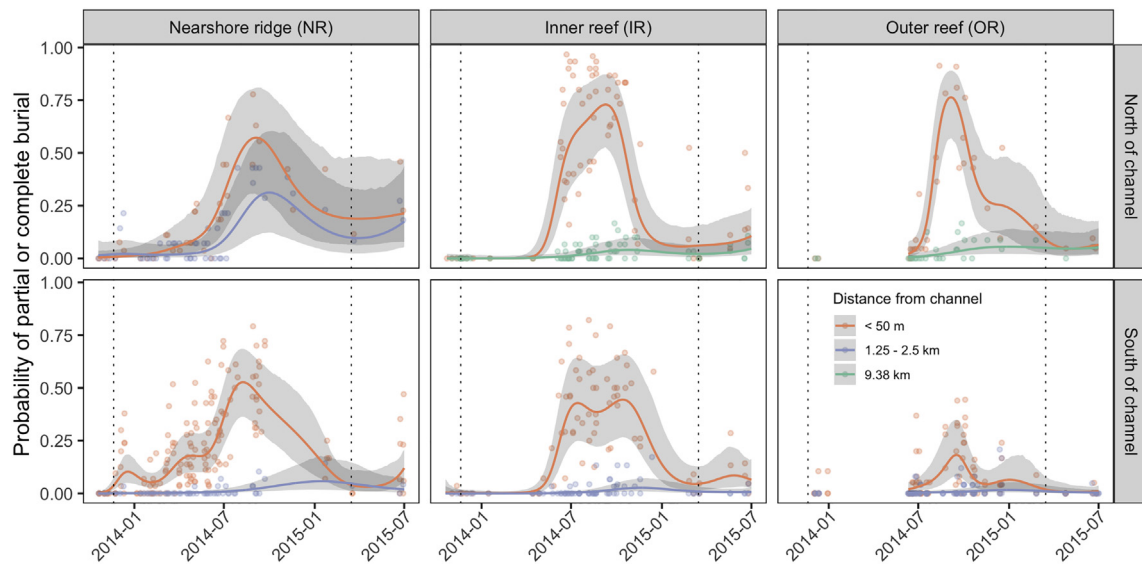 Nearshore ridge (NR)
Inner reef (IR)
Outer reef (OR)
Probability of partial or complete burial
1.00
0.75
0.50
0.25
0.00
North of channel
1.00
0.75
0.50
0.25
0.00
South of channel
Distance from channel
< 50 m
1.25 - 2.5 km
9.38 km
2014-01
2014-07
2015-01
2015-07
2014-01
2014-07
2015-01
2015-07
2014-01
2014-07
2015-01
2015-07